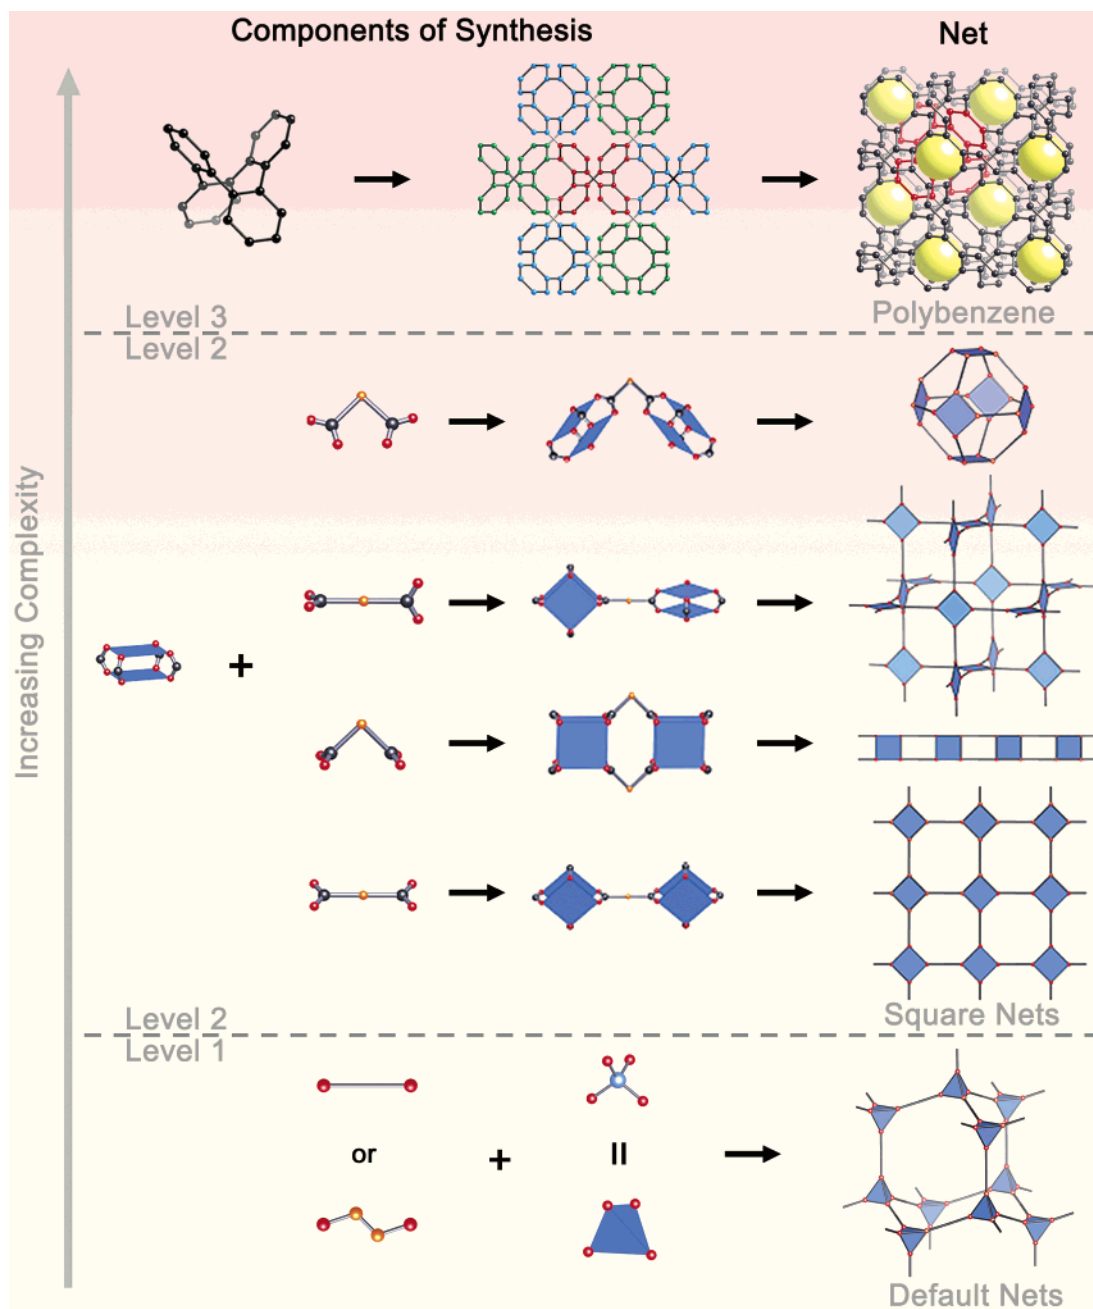 Components of Synthesis
Net
Increasing Complexity
Level 3
Polybenzene
Level 2
+
Level 2
Square Nets
Level 1
or
+
=
Default Nets